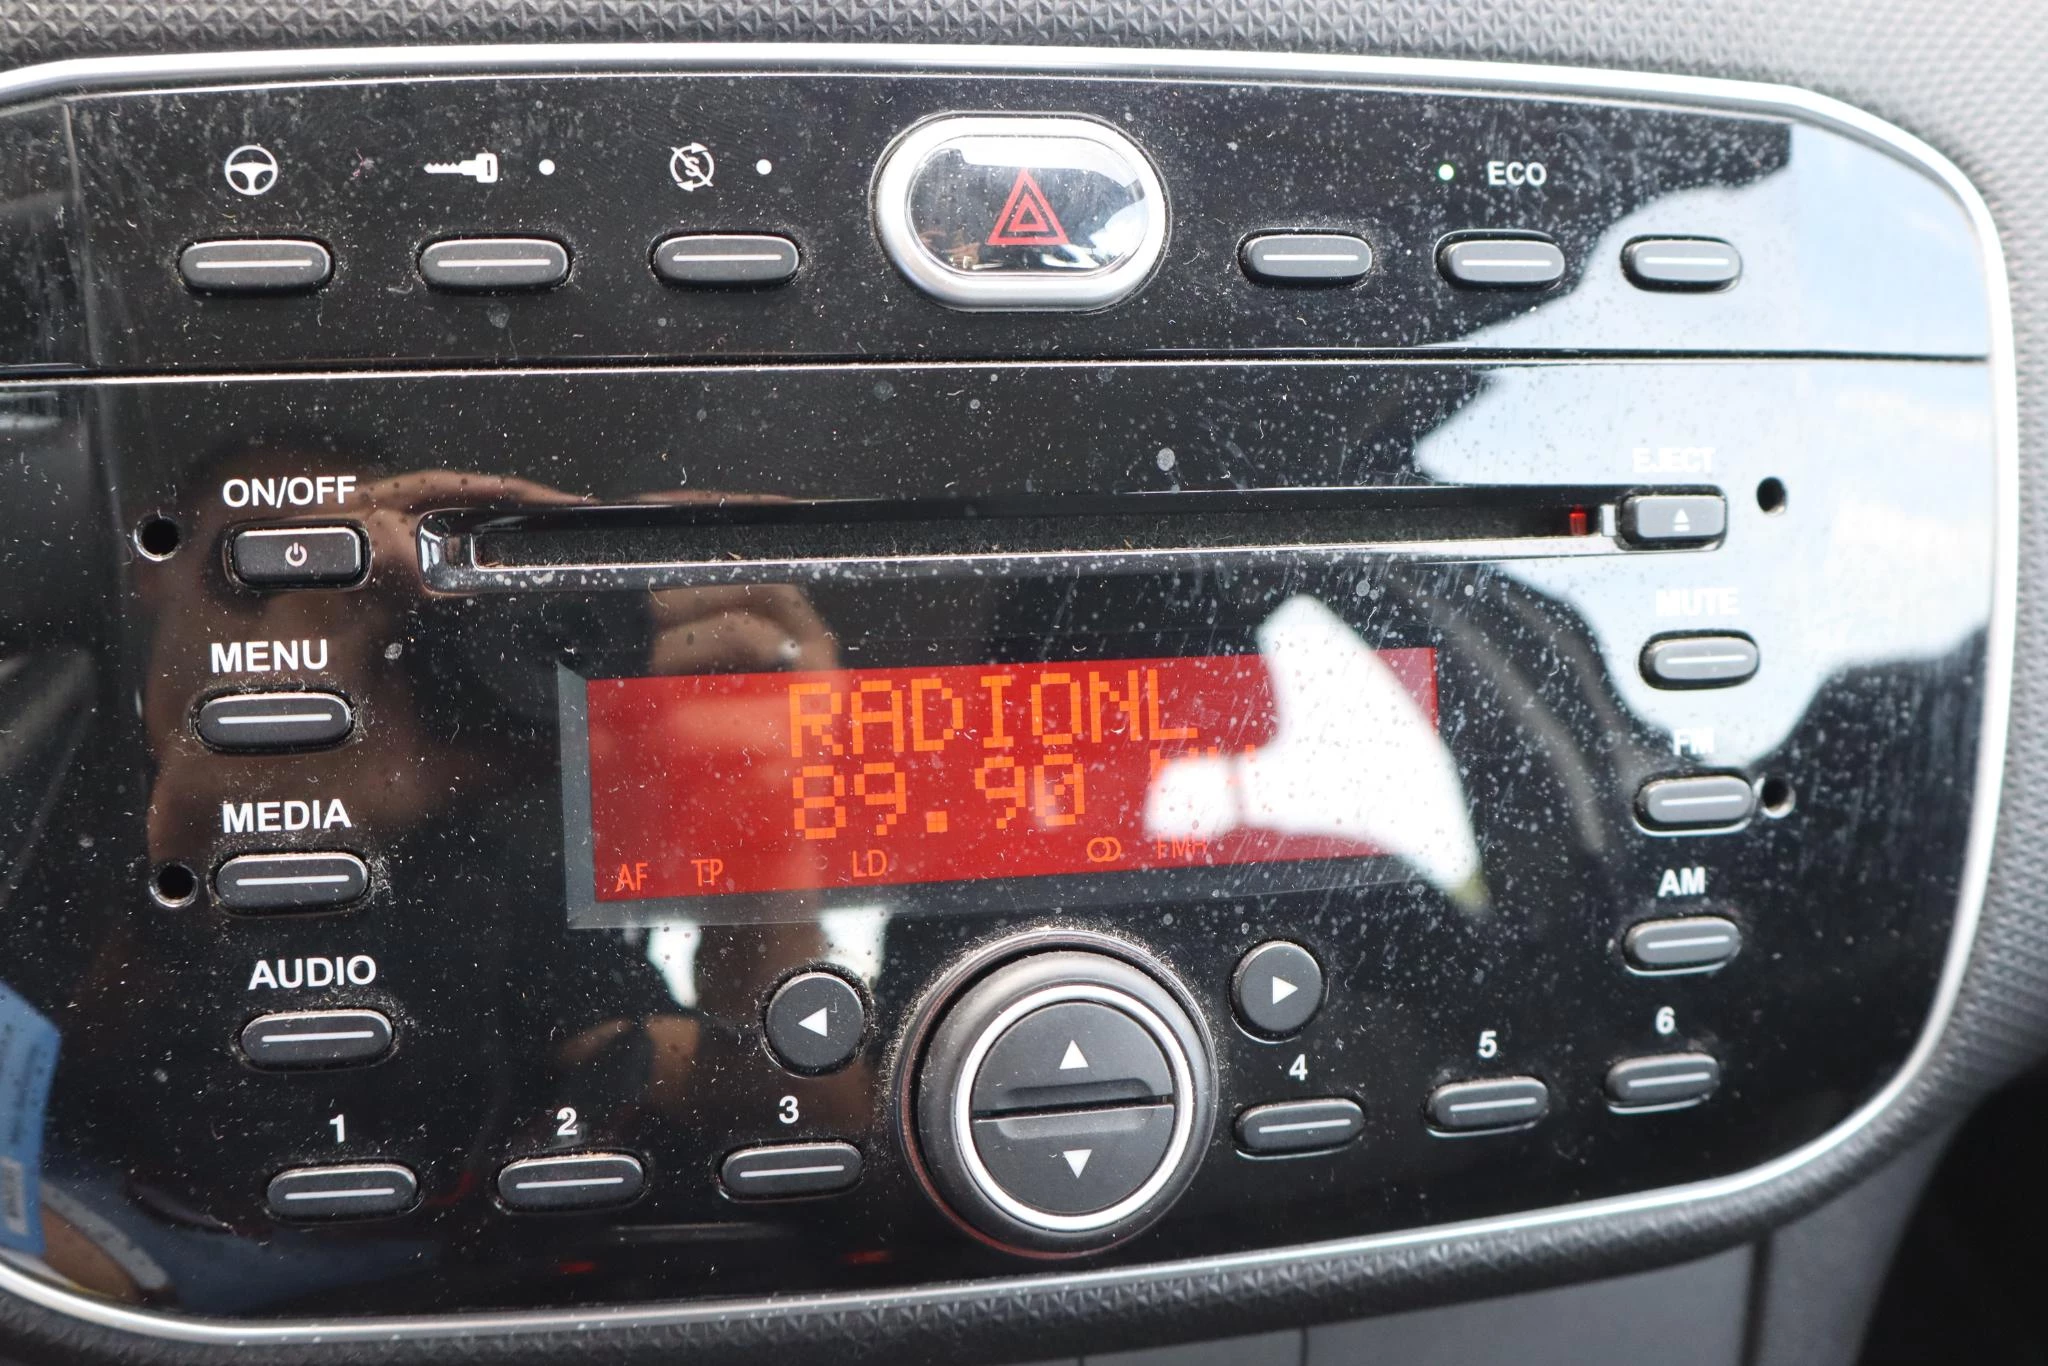 ECO
ON/OFF
EJECT
MENU
MUTE
RADIONL
FM
89.90
MEDIA
AF TP LD
AM
AUDIO
1 2 3 4 5 6